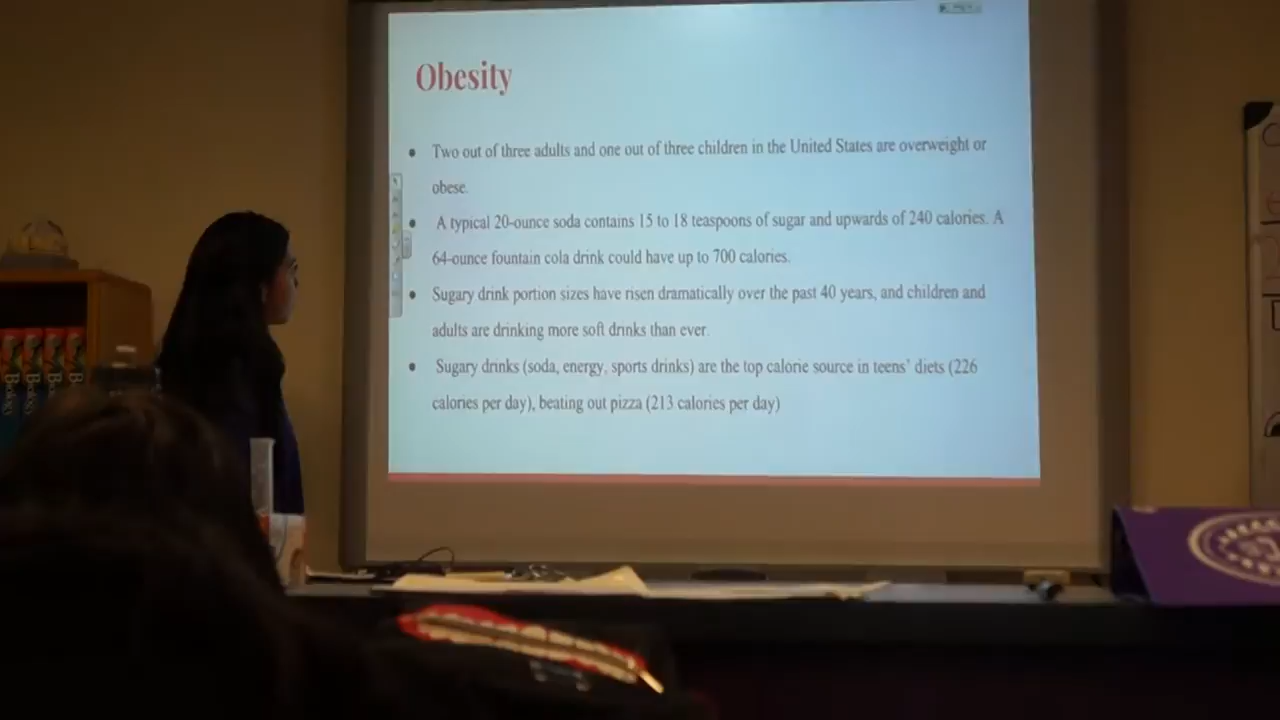 Obesity
• Two out of three adults and one out of three children in the United States are overweight or
obese.
• A typical 20-ounce soda contains 15 to 18 teaspoons of sugar and upwards of 240 calories. A
64-ounce fountain cola drink could have up to 700 calories.
• Sugary drink portion sizes have risen dramatically over the past 40 years, and children and
adults are drinking more soft drinks than ever.
• Sugary drinks (soda, energy, sports drinks) are the top calorie source in teens’ diets (226
calories per day), beating out pizza (213 calories per day)
Biology
Biology
Biology
Biology